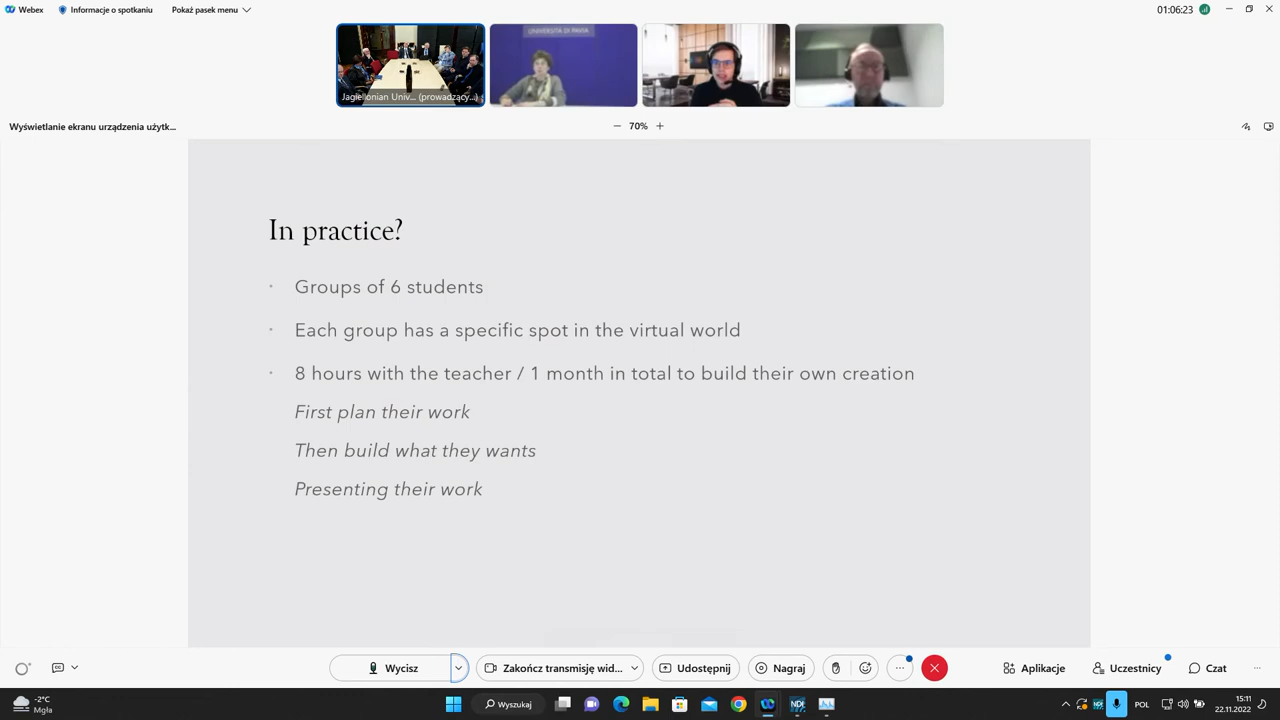 Webex
Informacje o spotkaniu
Pokaż pasek menu
01:06:23
UNIVERSITÀ DI PAVIA
Jagiellonian Univ... (prowadzący...)
Wyświetlanie ekranu urządzenia użytk...
70%
In practice?
Groups of 6 students
Each group has a specific spot in the virtual world
8 hours with the teacher / 1 month in total to build their own creation
First plan their work
Then build what they wants
Presenting their work
Wycisz
Zakończ transmisję wid...
Udostępnij
Nagraj
Aplikacje
Uczestnicy
Czat
-2°C
Mgła
Wyszukaj
POL
15:11
22.11.2022